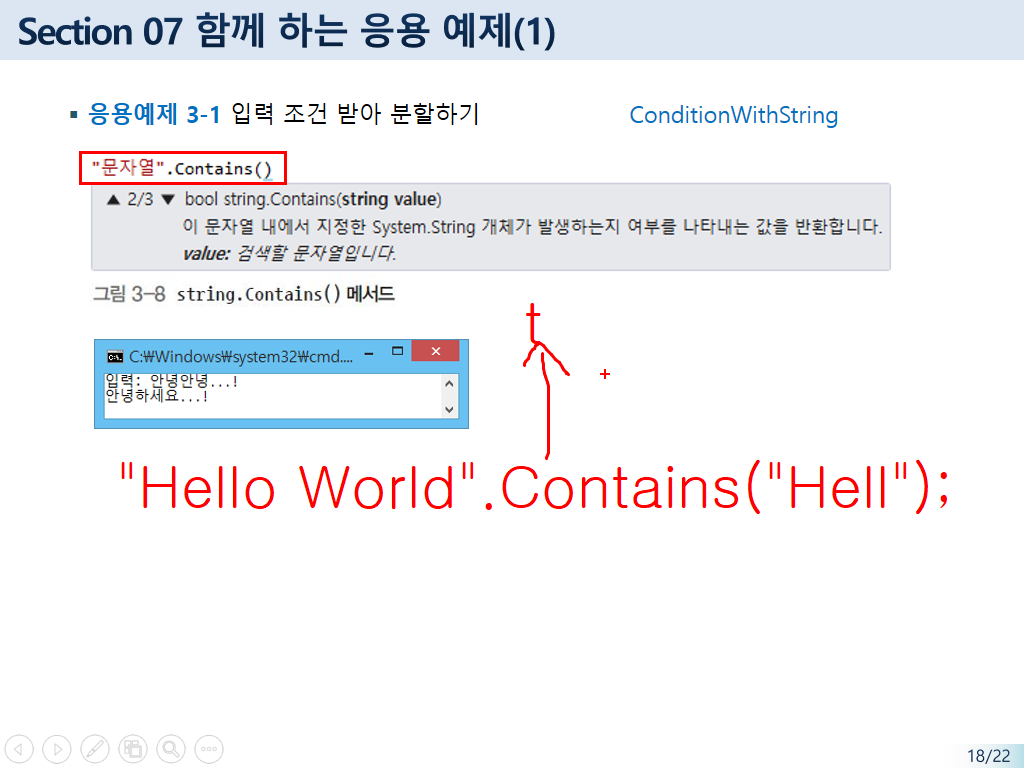 Section 07 함께 하는 응용 예제(1)
▪ 응용예제 3-1 입력 조건 받아 분할하기
ConditionWithString
"문자열".Contains()
▲ 2/3 ▼ bool string.Contains(string value)
이 문자열 내에서 지정한 System.String 개체가 발생하는지 여부를 나타내는 값을 반환합니다.
value: 검색할 문자열입니다.
그림 3-8 string.Contains() 메서드
t
C:\Windows\system32\cmd....
입력: 안녕안녕...!
안녕하세요...!
"Hello World".Contains("Hell");
18/22